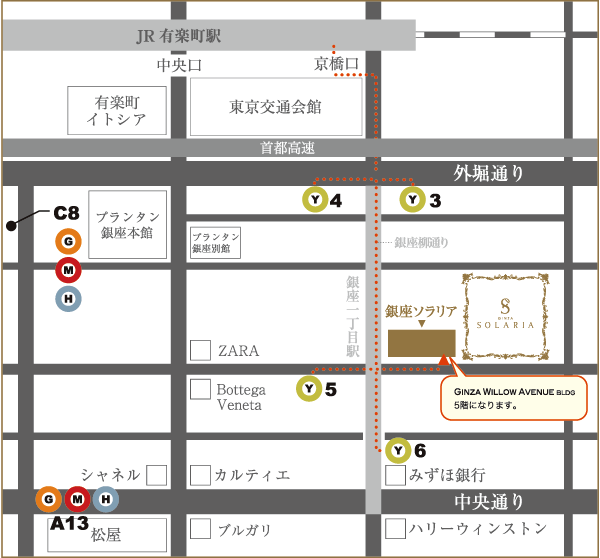 JR有楽町駅
中央口
京橋口
有楽町
イトシア
東京交通会館
首都高速
外堀通り
Y 4
Y 3
C8
G
M
H
プランタン
銀座本館
プランタン
銀座別館
銀座柳通り
銀座一丁目駅
銀座ソラリア
S
GINZA
SOLARIA
ZARA
GINZA WILLOW AVENUE BLDG
5階になります。
Bottega
Veneta
Y 5
Y 6
シャネル
カルティエ
みずほ銀行
G M H
A13
中央通り
松屋
ブルガリ
ハリーウィンストン